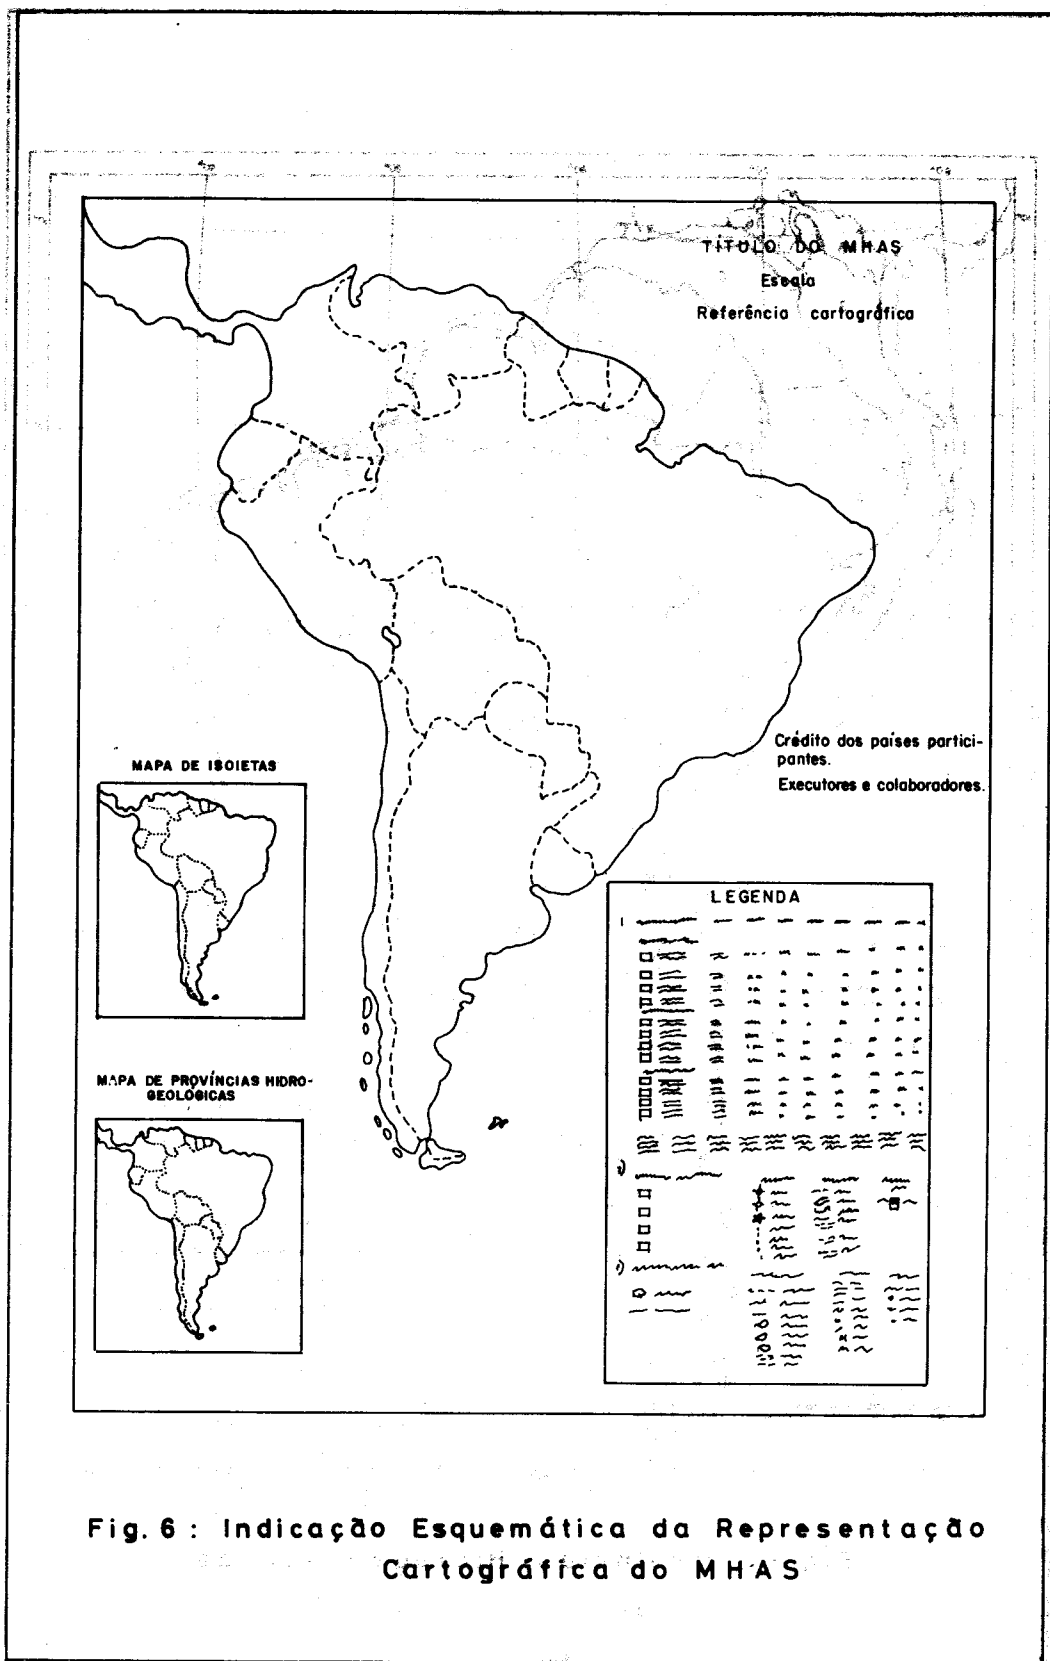 TÍTULO DO MHAS
Escala
Referência cartográfica
Crédito dos países partici-
pantes.
Executores e colaboradores.
MAPA DE ISOIETAS
MAPA DE PROVÍNCIAS HIDRO-
GEOLÓGICAS
LEGENDA
Fig. 6 : Indicação Esquemática da Representação
Cartográfica do MHAS